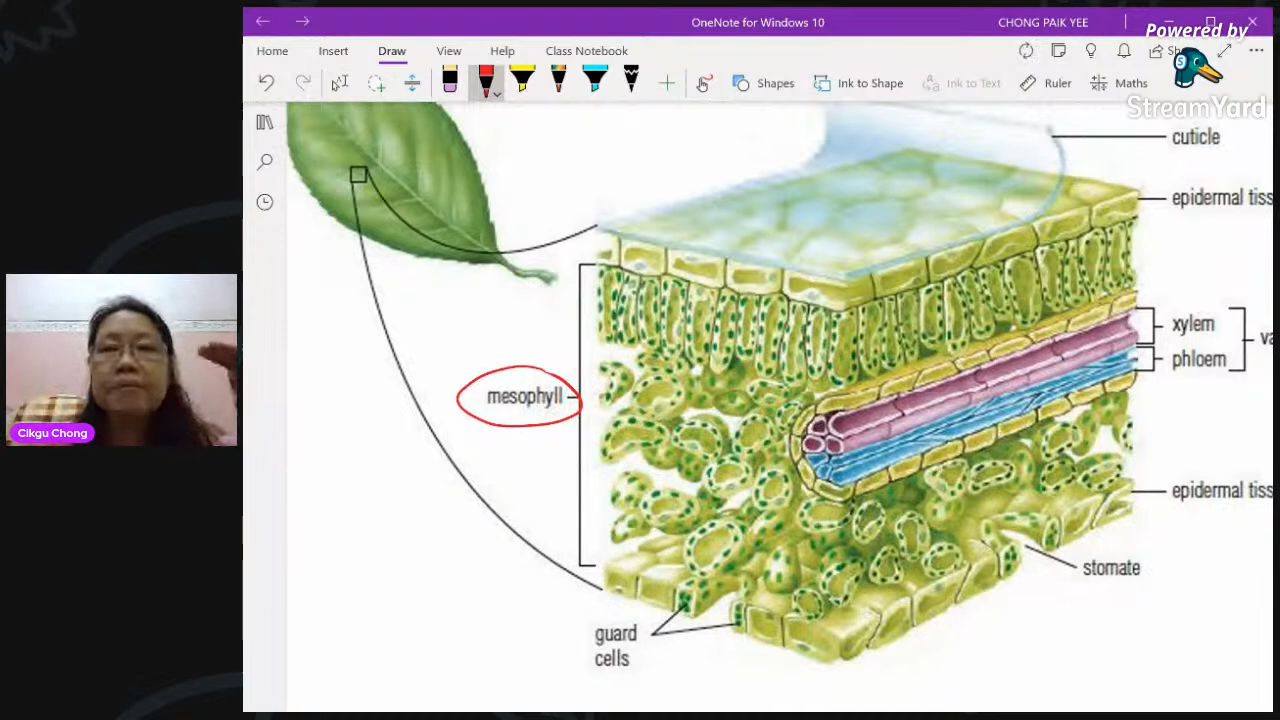 OneNote for Windows 10
CHONG PAIK YEE
Powered by
StreamYard
Home
Insert
Draw
View
Help
Class Notebook
Shapes
Ink to Shape
Ink to Text
Ruler
Maths
cuticle
epidermal tiss
xylem
phloem
va
mesophyll
Cikgu Chong
epidermal tiss
stomate
guard
cells